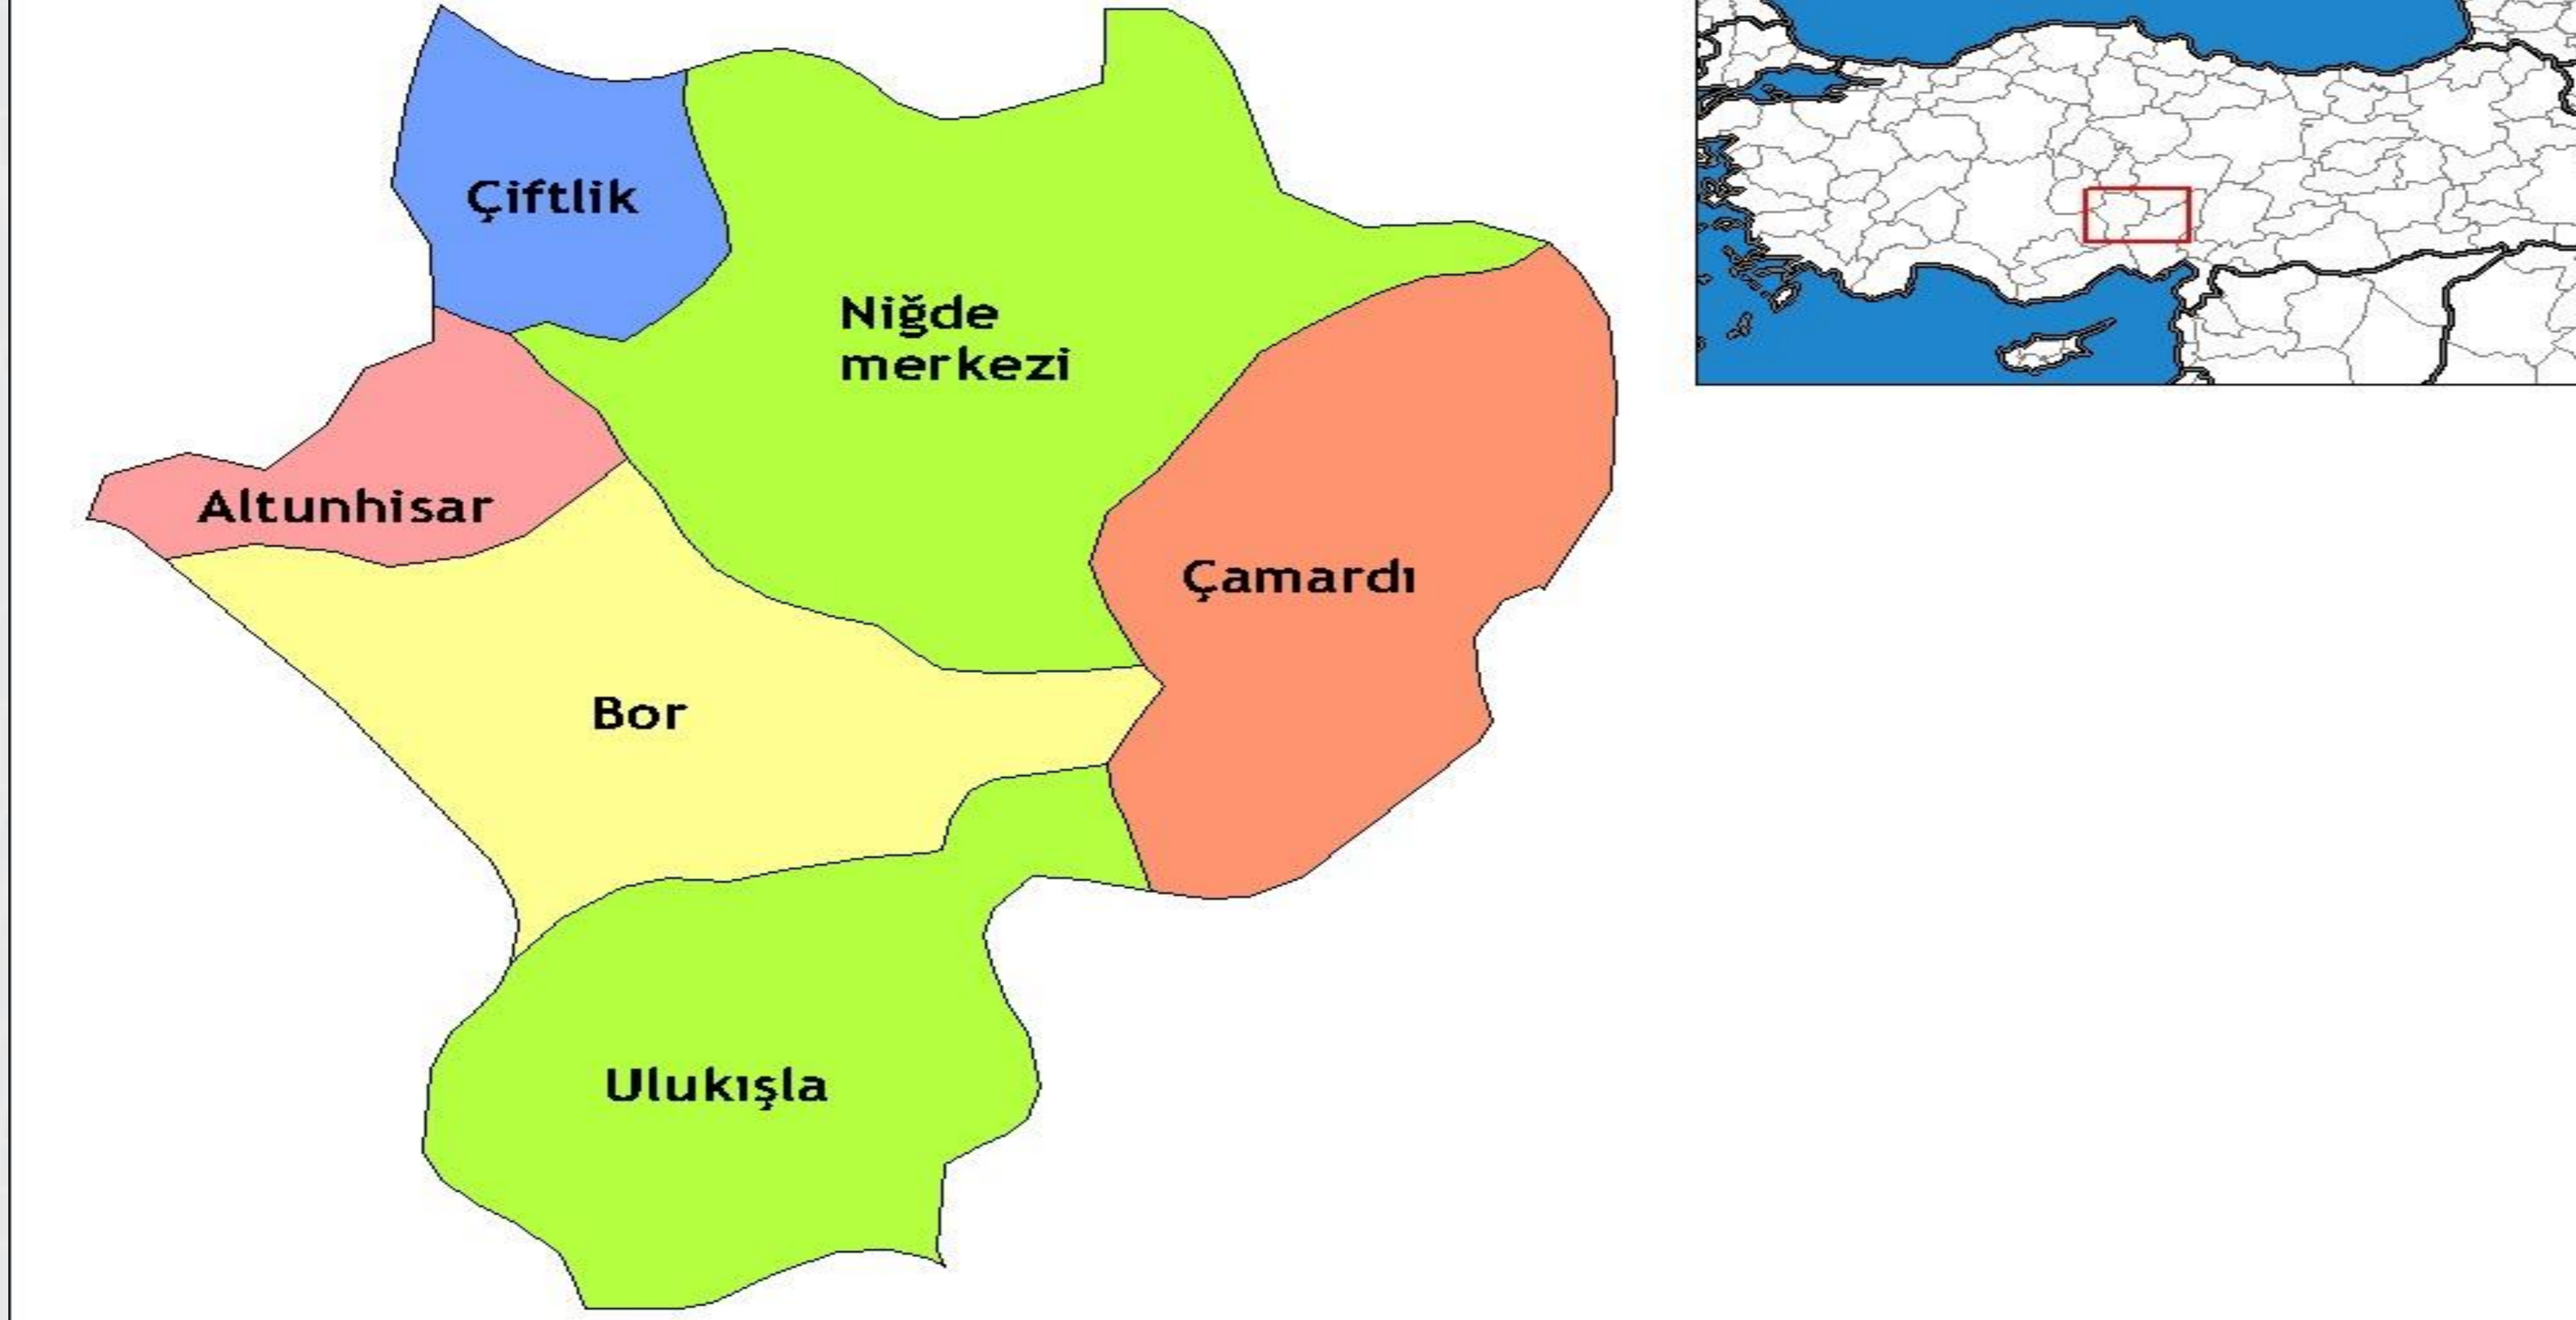 Çiftlik
Niğde
merkezi
Altunhisar
Çamardı
Bor
Ulukışla